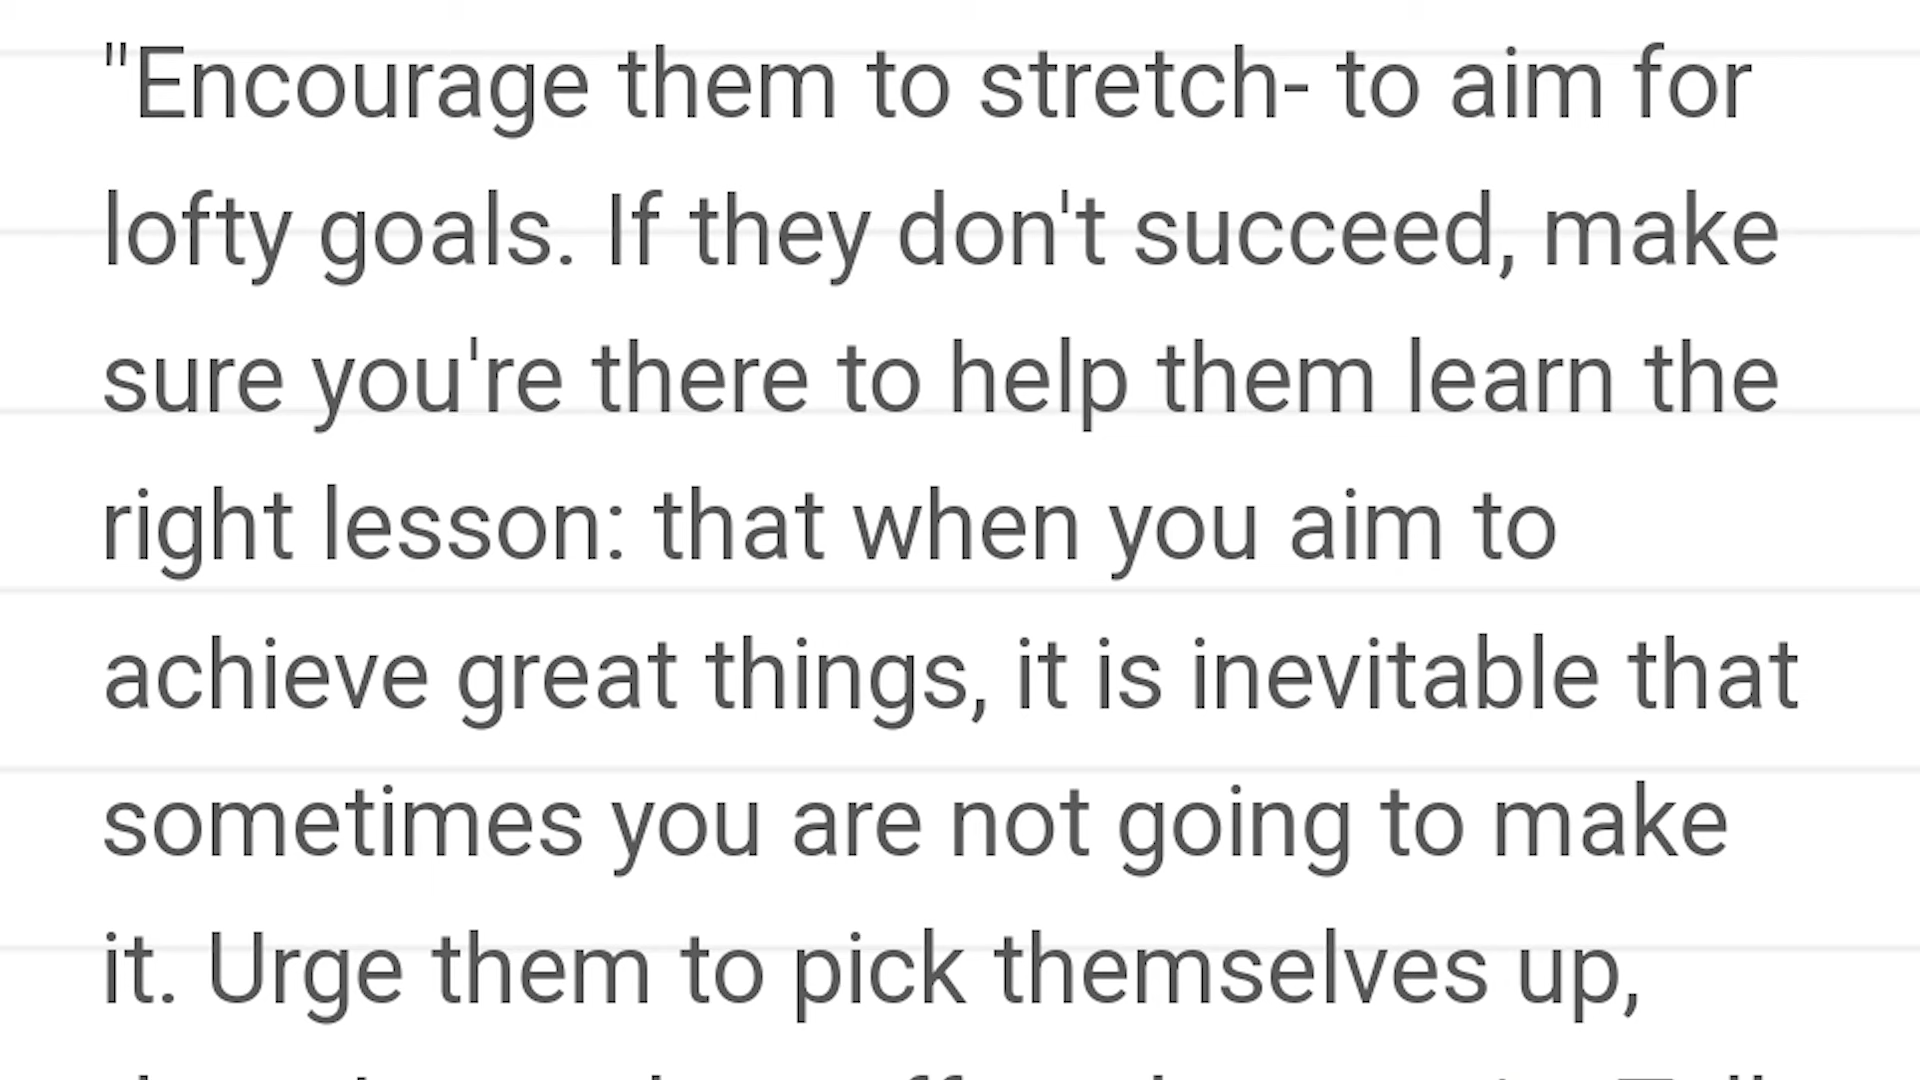 "Encourage them to stretch- to aim for
lofty goals. If they don't succeed, make
sure you're there to help them learn the
right lesson: that when you aim to
achieve great things, it is inevitable that
sometimes you are not going to make
it. Urge them to pick themselves up,